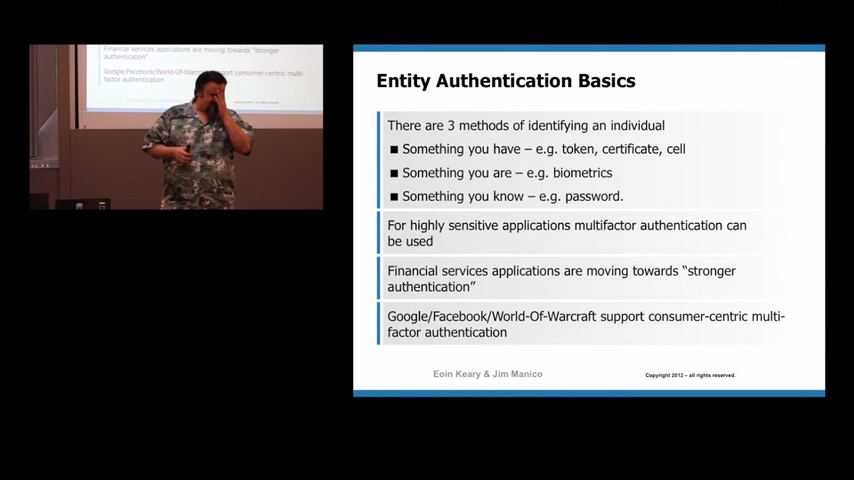 Financial services applications are moving towards "stronger
authentication"
Google/Facebook/World-Of-Warcraft support consumer-centric multi-
factor authentication
Entity Authentication Basics
There are 3 methods of identifying an individual
■ Something you have – e.g. token, certificate, cell
■ Something you are – e.g. biometrics
■ Something you know – e.g. password.
For highly sensitive applications multifactor authentication can
be used
Financial services applications are moving towards “stronger
authentication”
Google/Facebook/World-Of-Warcraft support consumer-centric multi-
factor authentication
Eoin Keary & Jim Manico
Copyright 2012 – all rights reserved.